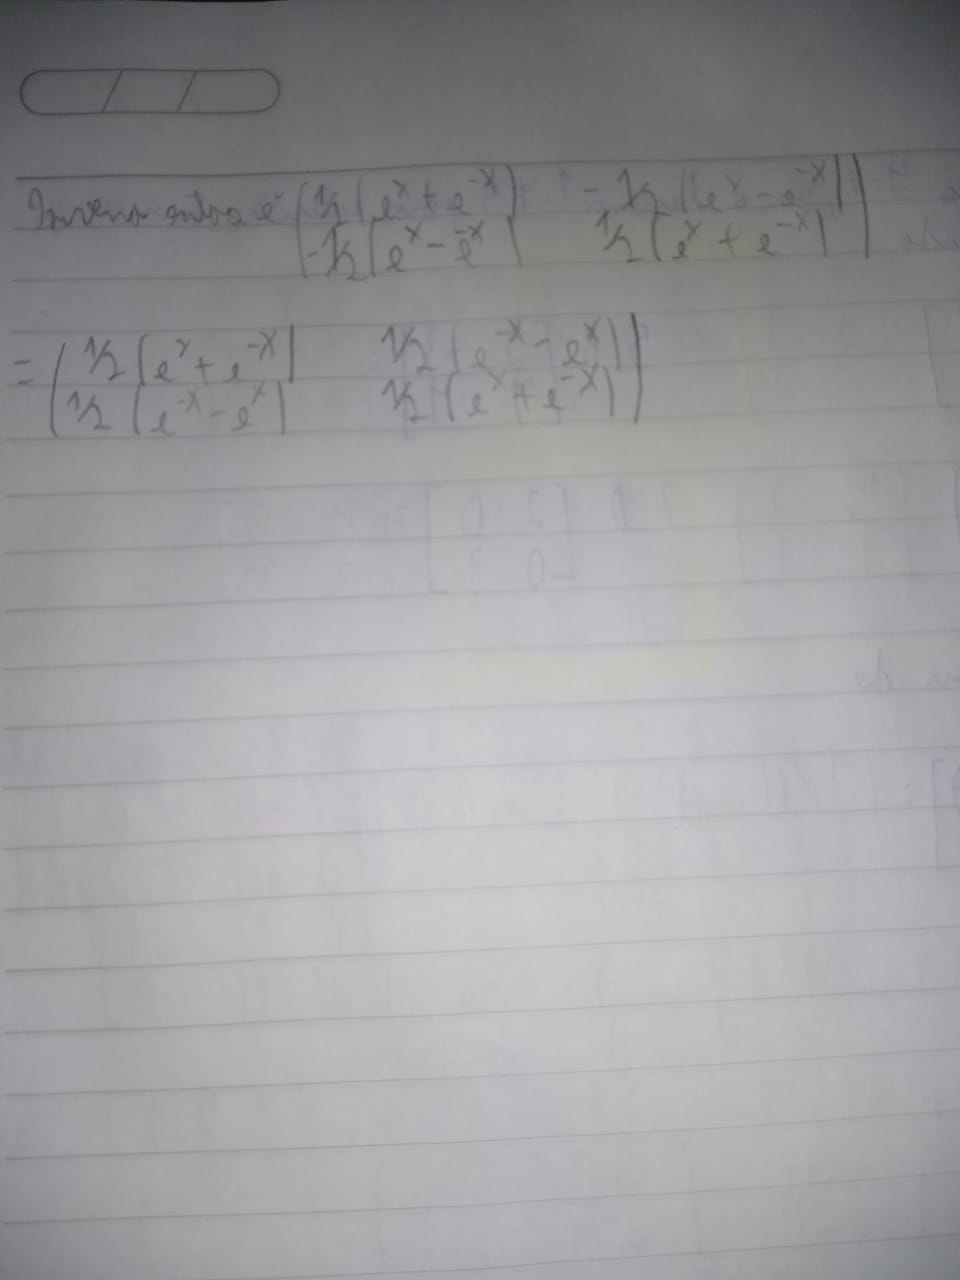 Inversa então é (½(eˣ + e⁻ˣ) -½(eˣ - e⁻ˣ))
(-½(eˣ - e⁻ˣ) ½(eˣ + e⁻ˣ))
= (½(eˣ + e⁻ˣ) ½(e⁻ˣ - eˣ))
(½(e⁻ˣ - eˣ) ½(eˣ + e⁻ˣ))